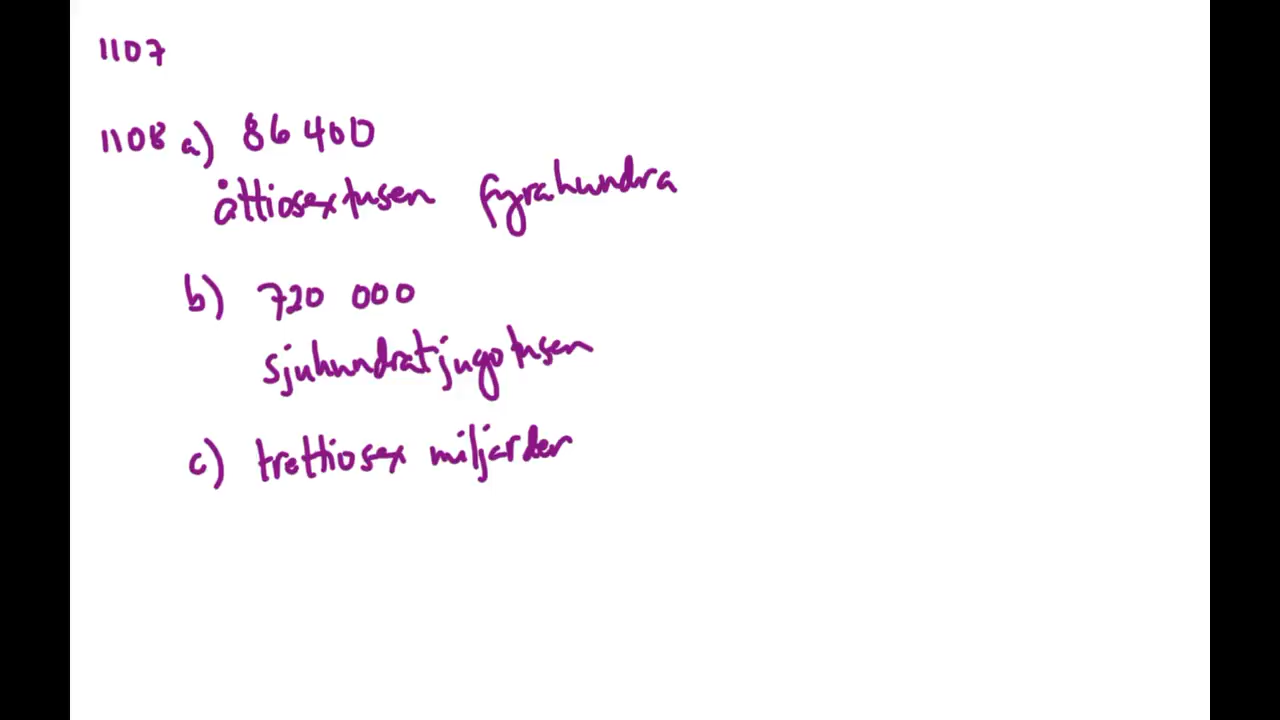 1107
1108 a) 86 400
åttiosextusen fyrahundra
b) 720 000
sjuhundratjugotusen
c) trettiosex miljarder